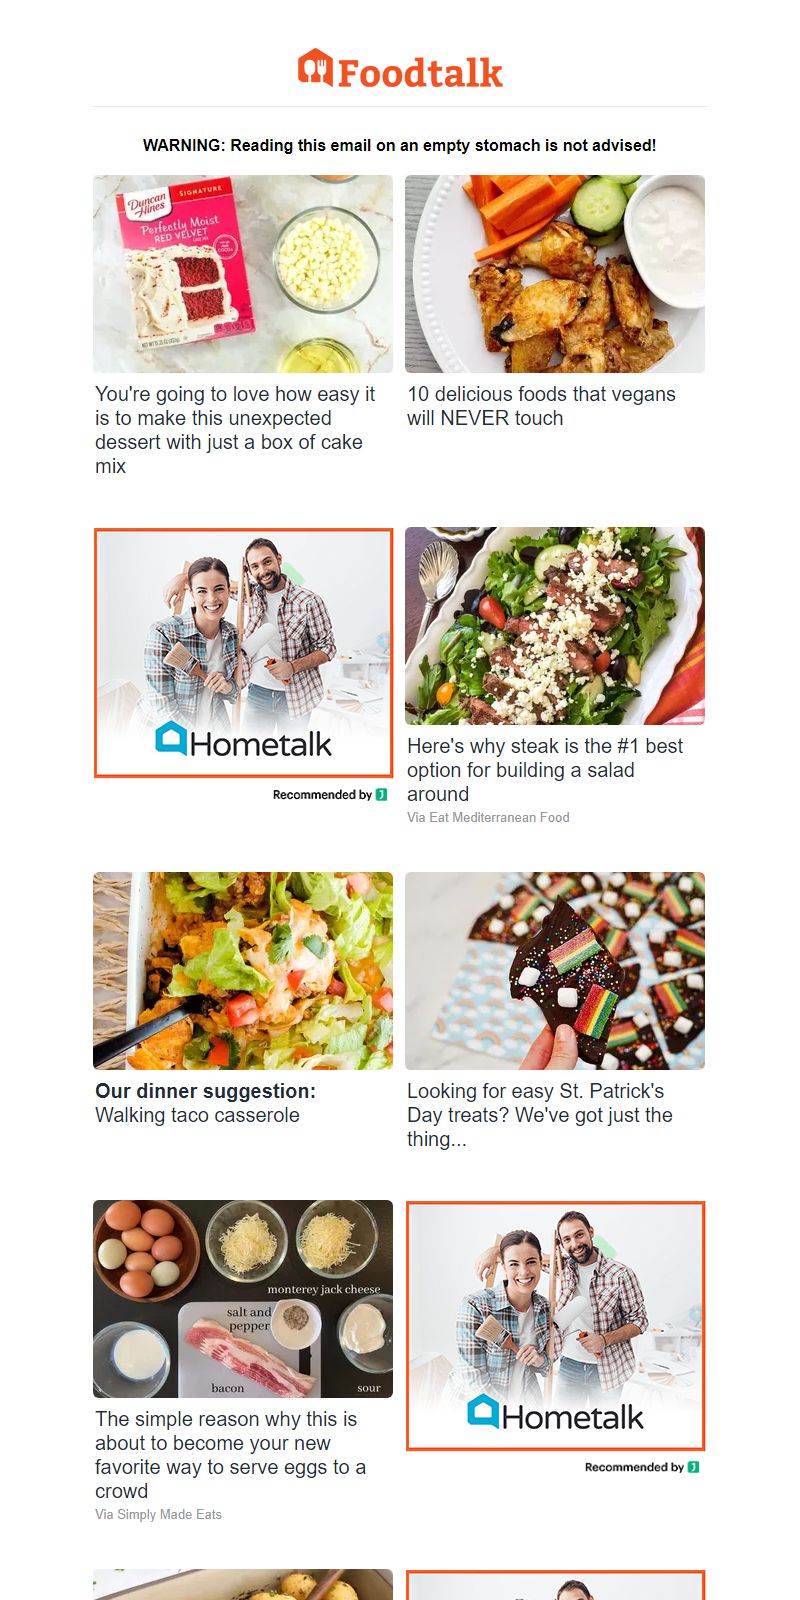 Foodtalk
WARNING: Reading this email on an empty stomach is not advised!
Duncan Hines
SIGNATURE
Perfectly Moist
RED VELVET
You're going to love how easy it
is to make this unexpected
dessert with just a box of cake
mix
10 delicious foods that vegans
will NEVER touch
Hometalk
Recommended by
Here's why steak is the #1 best
option for building a salad
around
Via Eat Mediterranean Food
Our dinner suggestion:
Walking taco casserole
Looking for easy St. Patrick's
Day treats? We've got just the
thing...
monterey jack cheese
salt and
pepper
bacon
sour
The simple reason why this is
about to become your new
favorite way to serve eggs to a
crowd
Via Simply Made Eats
Hometalk
Recommended by